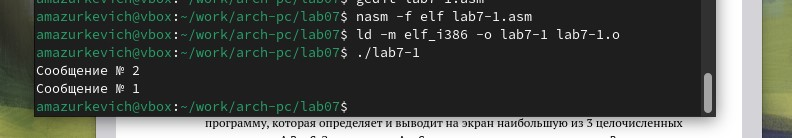 amazurkevich@vbox:~/work/arch-pc/lab07$ gedit lab7-1.asm
amazurkevich@vbox:~/work/arch-pc/lab07$ nasm -f elf lab7-1.asm
amazurkevich@vbox:~/work/arch-pc/lab07$ ld -m elf_i386 -o lab7-1 lab7-1.o
amazurkevich@vbox:~/work/arch-pc/lab07$ ./lab7-1
Сообщение № 2
Сообщение № 1
amazurkevich@vbox:~/work/arch-pc/lab07$
программу, которая определяет и выводит на экран наибольшую из 3 целочисленных